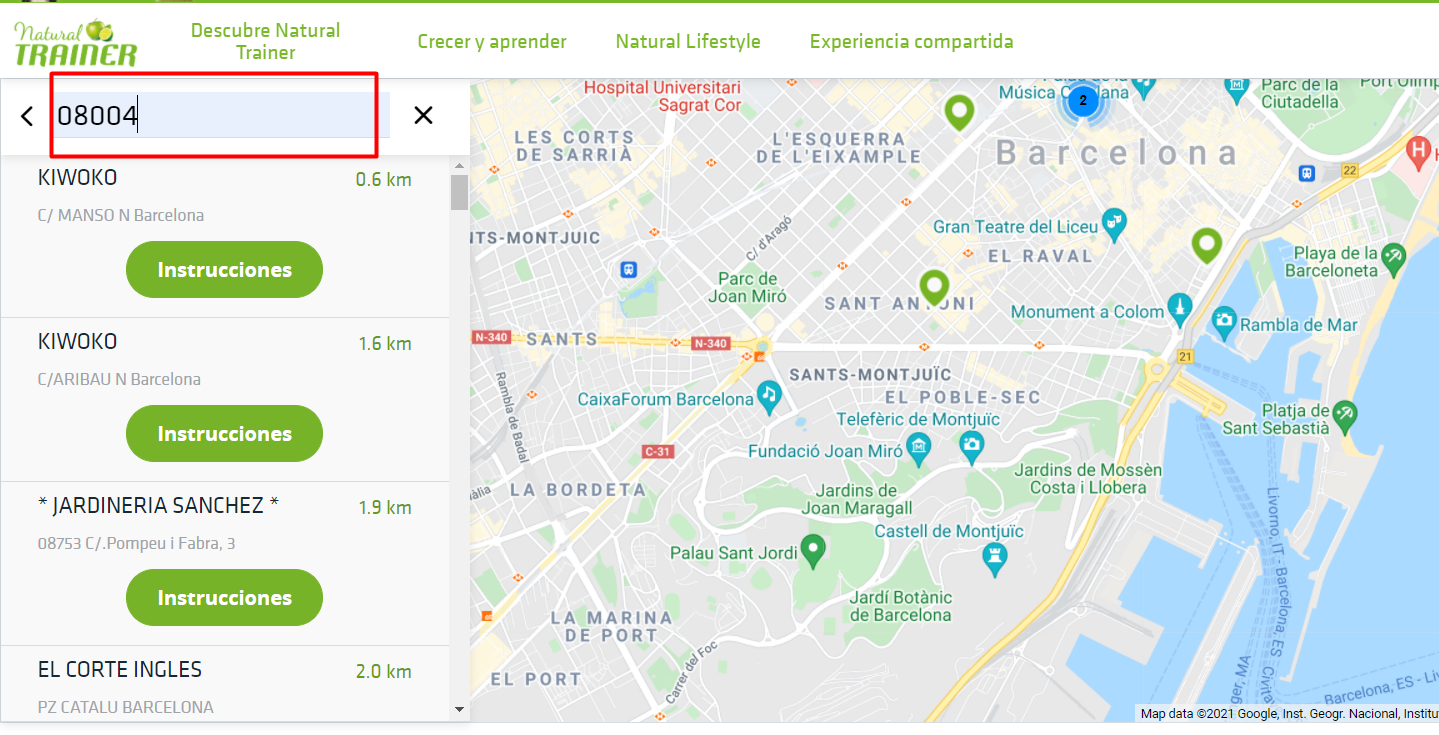 Natural
TRAINER
Descubre Natural
Trainer
Crecer y aprender
Natural Lifestyle
Experiencia compartida
08004
KIWOKO
0.6 km
C/ MANSO N Barcelona
Instrucciones
KIWOKO
1.6 km
C/ARIBAU N Barcelona
Instrucciones
* JARDINERIA SANCHEZ *
1.9 km
08753 C/.Pompeu i Fabra, 3
Instrucciones
EL CORTE INGLES
2.0 km
PZ CATALU BARCELONA
Hospital Universitari
Sagrat Cor
Música
2
Parc de la
Ciutadella
Port Olímp
LES CORTS
DE SARRIÀ
L'ESQUERRA
DE L'EIXAMPLE
Barcelona
H
22
NTS-MONTJUIC
C/ d'Aragó
Gran Teatre del Liceu
EL RAVAL
Playa de la
Barceloneta
Parc de
Joan Miró
SANT ANTONI
Monument a Colom
Rambla de Mar
N-340
SANTS
N-340
21
SANTS-MONTJUÏC
Rambla de Badal
CaixaForum Barcelona
EL POBLE-SEC
Telefèric de Montjuïc
Platja de
Sant Sebastià
C-31
Fundació Joan Miró
Jardins de Mossèn
Costa i Llobera
LA BORDETA
Jardins de
Joan Maragall
Castell de Montjuïc
Palau Sant Jordi
Livorno, IT - Barcelona, ES
Jardí Botànic
de Barcelona
LA MARINA
DE PORT
Carrer del Foc
EL PORT
Barcelona, ES - Liv
Map data ©2021 Google, Inst. Geogr. Nacional, Institu